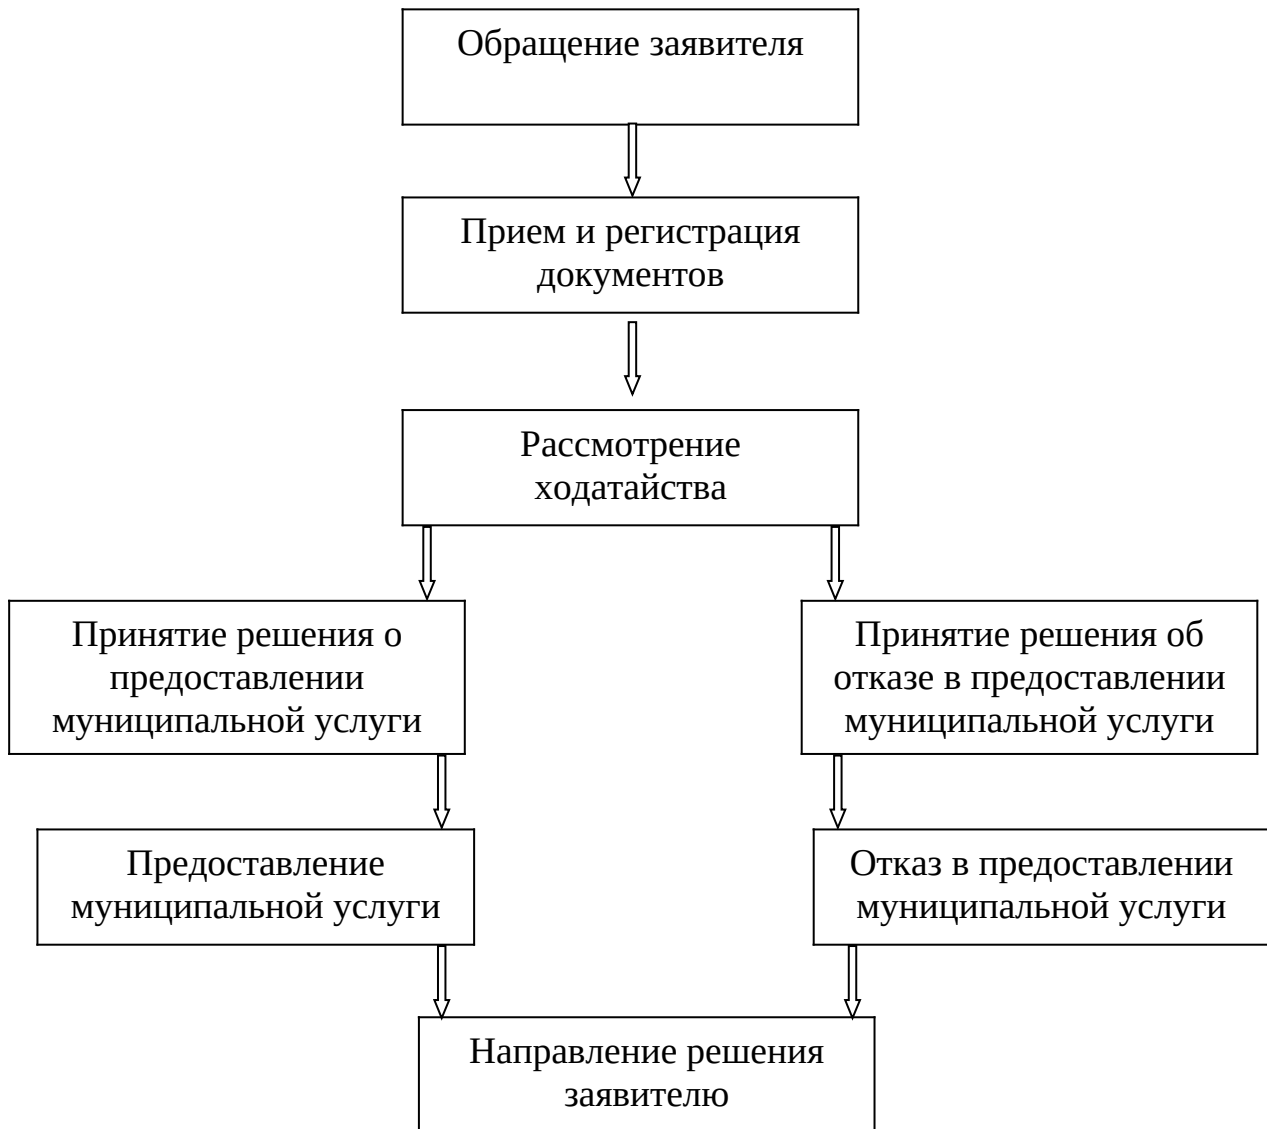 Обращение заявителя
Прием и регистрация
документов
Рассмотрение
ходатайства
Принятие решения о
предоставлении
муниципальной услуги
Принятие решения об
отказе в предоставлении
муниципальной услуги
Предоставление
муниципальной услуги
Отказ в предоставлении
муниципальной услуги
Направление решения
заявителю